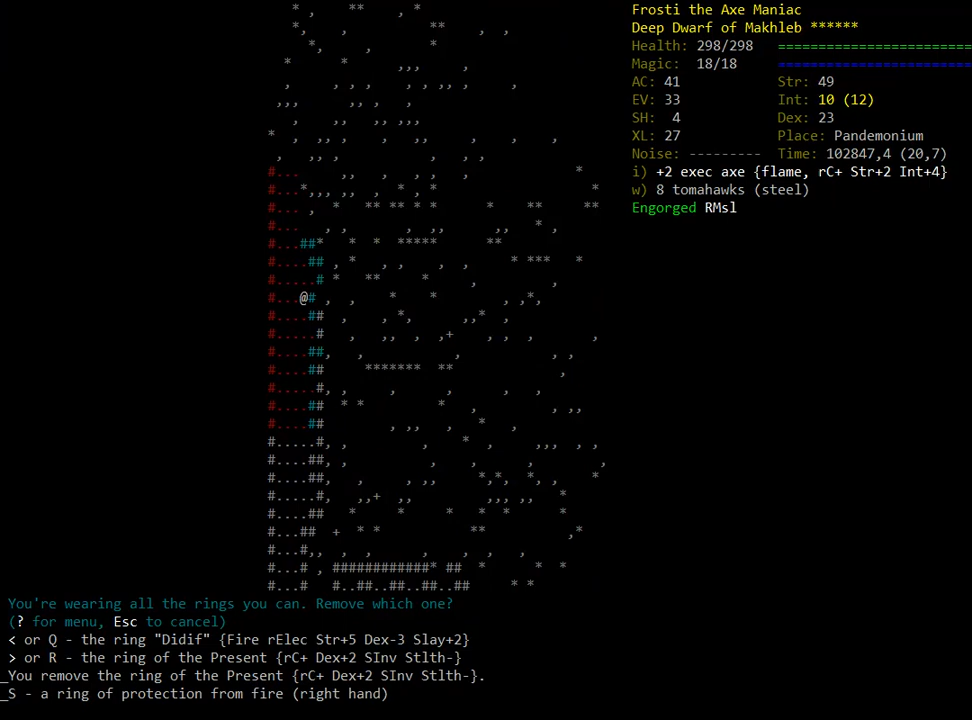 Frosti the Axe Maniac
Deep Dwarf of Makhleb ******
Health: 298/298
Magic: 18/18
AC: 41 Str: 49
EV: 33 Int: 10 (12)
SH: 4 Dex: 23
XL: 27 Place: Pandemonium
Noise: --------- Time: 102847,4 (20,7)
i) +2 exec axe {flame, rC+ Str+2 Int+4}
w) 8 tomahawks (steel)
Engorged RMsl
You're wearing all the rings you can. Remove which one?
(? for menu, Esc to cancel)
< or Q - the ring "Didif" {Fire rElec Str+5 Dex-3 Slay+2}
> or R - the ring of the Present {rC+ Dex+2 SInv Stlth-}
_You remove the ring of the Present {rC+ Dex+2 SInv Stlth-}.
_S - a ring of protection from fire (right hand)